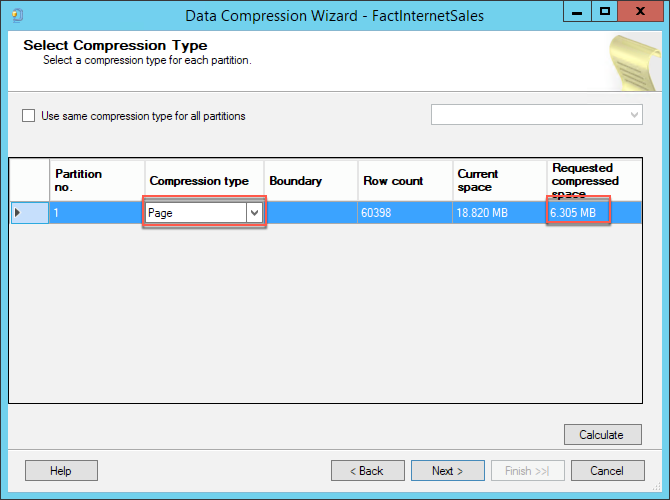 Data Compression Wizard - FactInternetSales
Select Compression Type
Select a compression type for each partition.
Use same compression type for all partitions
Partition no. Compression type Boundary Row count Current space Requested compressed space
1 Page 60398 18.820 MB 6.305 MB
Calculate
Help < Back Next > Finish >>| Cancel